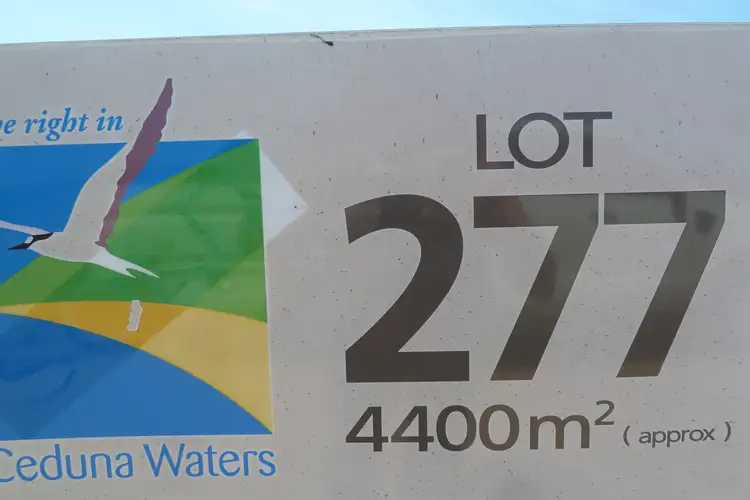 right in
LOT
277
4400m² (approx)
Ceduna Waters